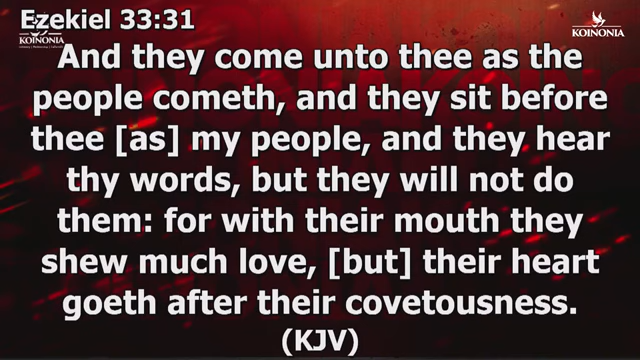 Ezekiel 33:31
KOINONIA
KOINONIA
And they come unto thee as the
people cometh, and they sit before
thee [as] my people, and they hear
thy words, but they will not do
them: for with their mouth they
shew much love, [but] their heart
goeth after their covetousness.
(KJV)